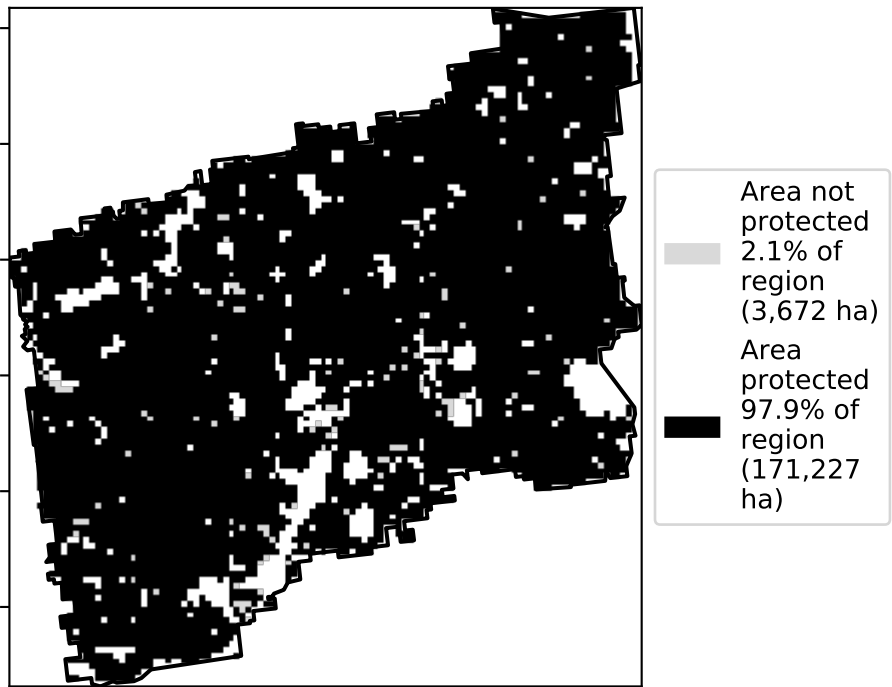 Area not
protected
2.1% of
region
(3,672 ha)
Area
protected
97.9% of
region
(171,227
ha)